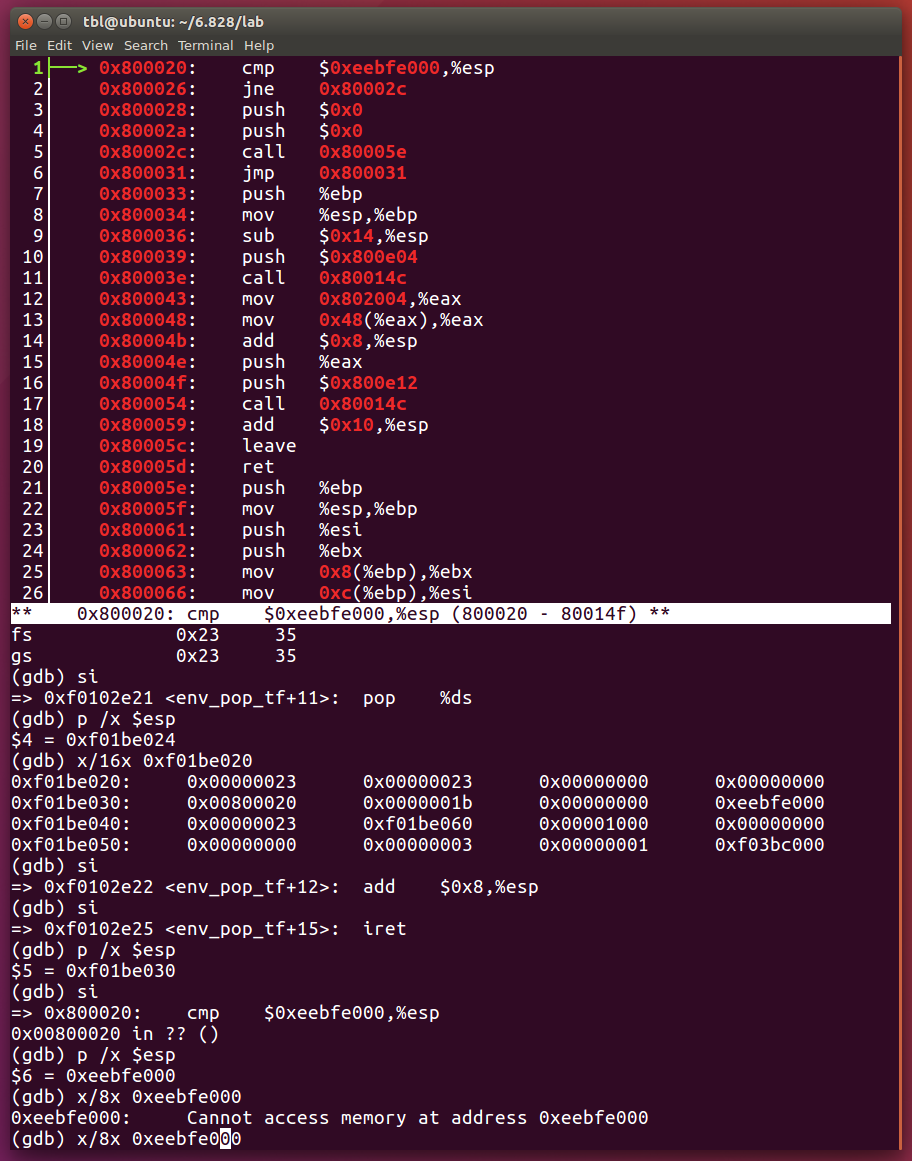 tbl@ubuntu: ~/6.828/lab
File Edit View Search Terminal Help
1 ──> 0x800020: cmp $0xeebfe000,%esp
2 0x800026: jne 0x80002c
3 0x800028: push $0x0
4 0x80002a: push $0x0
5 0x80002c: call 0x80005e
6 0x800031: jmp 0x800031
7 0x800033: push %ebp
8 0x800034: mov %esp,%ebp
9 0x800036: sub $0x14,%esp
10 0x800039: push $0x800e04
11 0x80003e: call 0x80014c
12 0x800043: mov 0x802004,%eax
13 0x800048: mov 0x48(%eax),%eax
14 0x80004b: add $0x8,%esp
15 0x80004e: push %eax
16 0x80004f: push $0x800e12
17 0x800054: call 0x80014c
18 0x800059: add $0x10,%esp
19 0x80005c: leave
20 0x80005d: ret
21 0x80005e: push %ebp
22 0x80005f: mov %esp,%ebp
23 0x800061: push %esi
24 0x800062: push %ebx
25 0x800063: mov 0x8(%ebp),%ebx
26 0x800066: mov 0xc(%ebp),%esi
** 0x800020: cmp $0xeebfe000,%esp (800020 - 80014f) **
fs 0x23 35
gs 0x23 35
(gdb) si
=> 0xf0102e21 <env_pop_tf+11>: pop %ds
(gdb) p /x $esp
$4 = 0xf01be024
(gdb) x/16x 0xf01be020
0xf01be020: 0x00000023 0x00000023 0x00000000 0x00000000
0xf01be030: 0x00800020 0x0000001b 0x00000000 0xeebfe000
0xf01be040: 0x00000023 0xf01be060 0x00001000 0x00000000
0xf01be050: 0x00000000 0x00000003 0x00000001 0xf03bc000
(gdb) si
=> 0xf0102e22 <env_pop_tf+12>: add $0x8,%esp
(gdb) si
=> 0xf0102e25 <env_pop_tf+15>: iret
(gdb) p /x $esp
$5 = 0xf01be030
(gdb) si
=> 0x800020: cmp $0xeebfe000,%esp
0x00800020 in ?? ()
(gdb) p /x $esp
$6 = 0xeebfe000
(gdb) x/8x 0xeebfe000
0xeebfe000: Cannot access memory at address 0xeebfe000
(gdb) x/8x 0xeebfe000